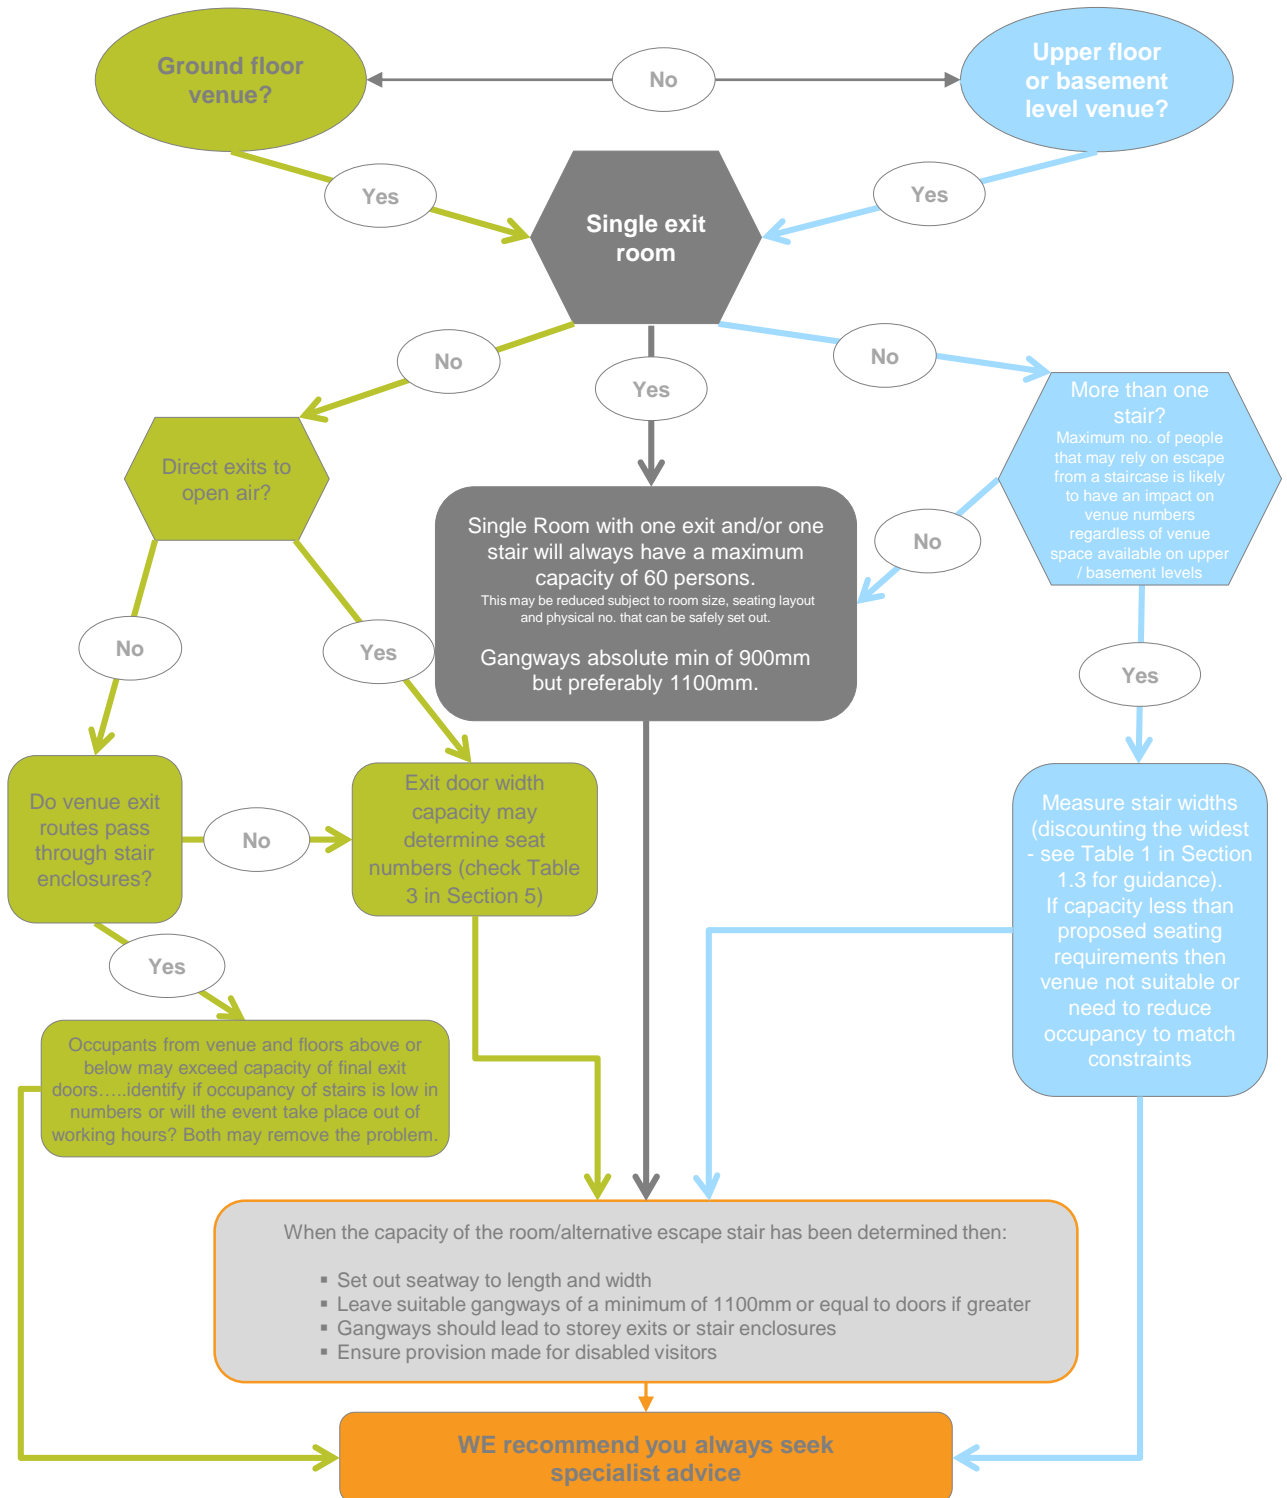 Ground floor
venue?
No
Upper floor
or basement
level venue?
Yes
Yes
Single exit
room
No
Yes
No
Direct exits to
open air?
More than one
stair?
Maximum no. of people
that may rely on escape
from a staircase is likely
to have an impact on
venue numbers
regardless of venue
space available on upper
/ basement levels
Single Room with one exit and/or one
stair will always have a maximum
capacity of 60 persons.
This may be reduced subject to room size, seating layout
and physical no. that can be safely set out.
Gangways absolute min of 900mm
but preferably 1100mm.
No
No
Yes
Yes
Do venue exit
routes pass
through stair
enclosures?
No
Exit door width
capacity may
determine seat
numbers (check Table
3 in Section 5)
Measure stair widths
(discounting the widest
- see Table 1 in Section
1.3 for guidance).
If capacity less than
proposed seating
requirements then
venue not suitable or
need to reduce
occupancy to match
constraints
Yes
Occupants from venue and floors above or
below may exceed capacity of final exit
doors…..identify if occupancy of stairs is low in
numbers or will the event take place out of
working hours? Both may remove the problem.
When the capacity of the room/alternative escape stair has been determined then:
▪ Set out seatway to length and width
▪ Leave suitable gangways of a minimum of 1100mm or equal to doors if greater
▪ Gangways should lead to storey exits or stair enclosures
▪ Ensure provision made for disabled visitors
WE recommend you always seek
specialist advice